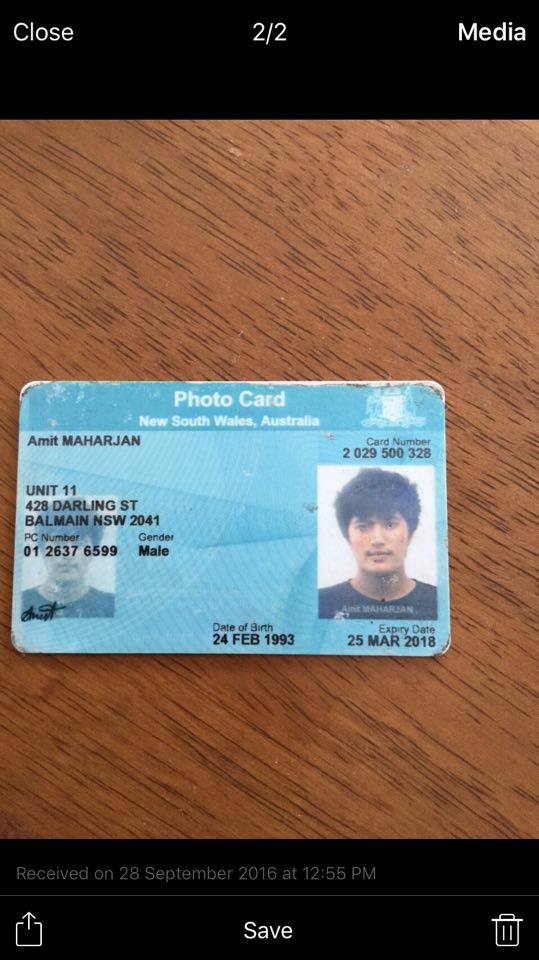 Close 2/2 Media
Photo Card
New South Wales, Australia
Amit MAHARJAN
Card Number
2 029 500 328
UNIT 11
428 DARLING ST
BALMAIN NSW 2041
PC Number Gender
01 2637 6599 Male
Amit MAHARJAN
Date of Birth
24 FEB 1993
Expiry Date
25 MAR 2018
Received on 28 September 2016 at 12:55 PM
Save